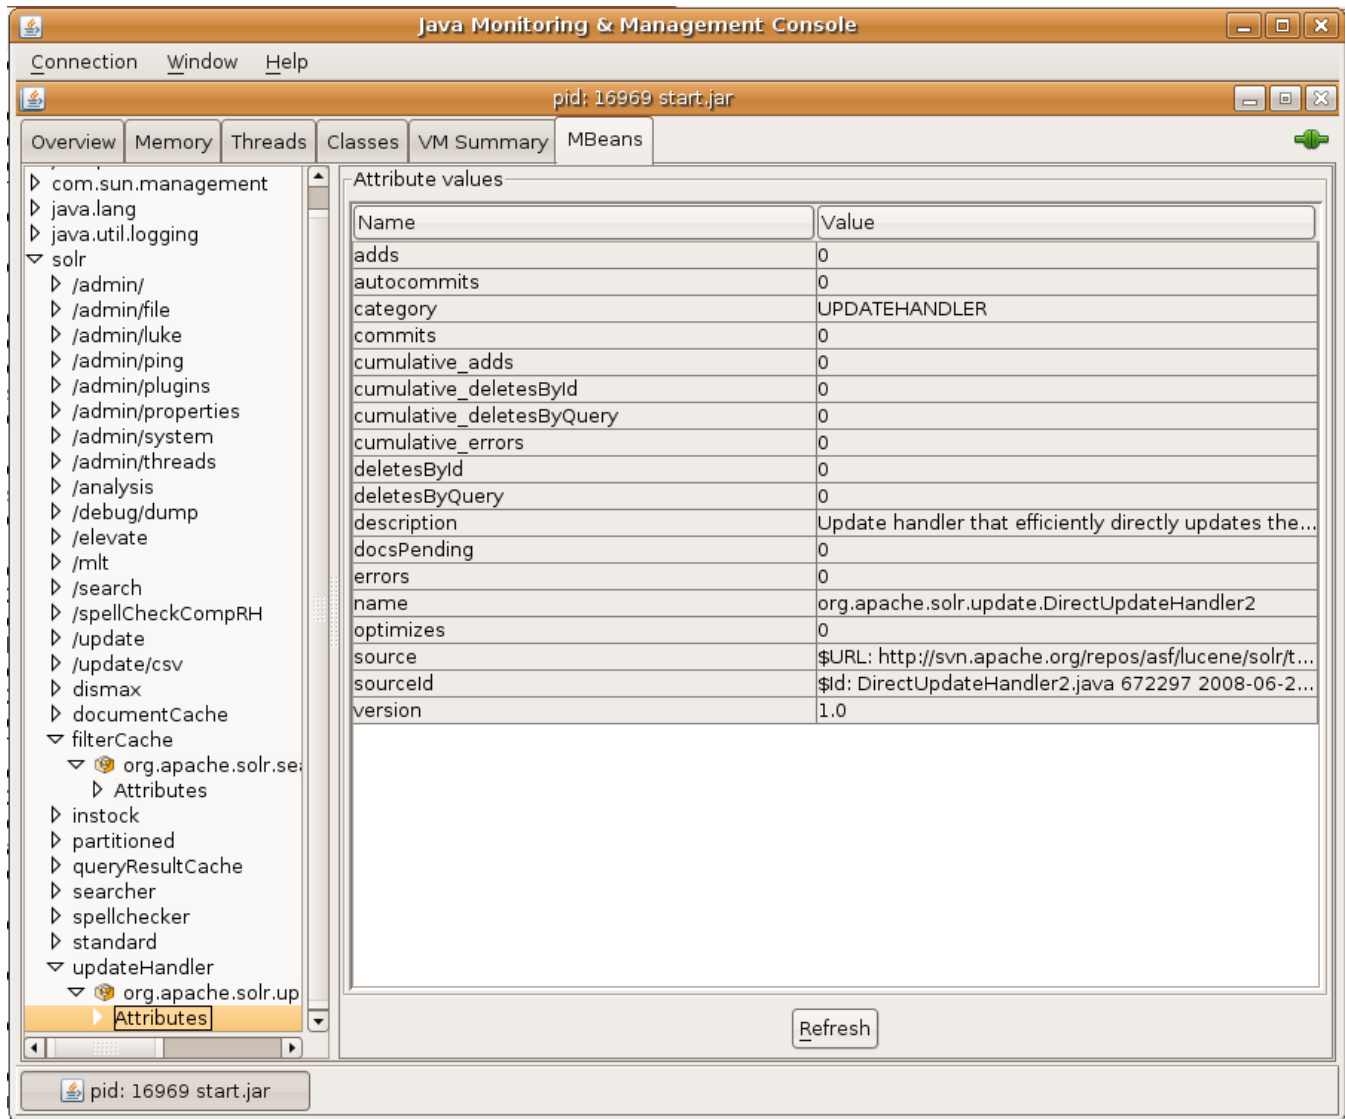 Java Monitoring & Management Console
Connection Window Help
pid: 16969 start.jar
Overview Memory Threads Classes VM Summary MBeans
com.sun.management
java.lang
java.util.logging
solr
/admin/
/admin/file
/admin/luke
/admin/ping
/admin/plugins
/admin/properties
/admin/system
/admin/threads
/analysis
/debug/dump
/elevate
/mlt
/search
/spellCheckCompRH
/update
/update/csv
dismax
documentCache
filterCache
org.apache.solr.sea
Attributes
instock
partitioned
queryResultCache
searcher
spellchecker
standard
updateHandler
org.apache.solr.up
Attributes
Attribute values
Name Value
adds 0
autocommits 0
category UPDATEHANDLER
commits 0
cumulative_adds 0
cumulative_deletesById 0
cumulative_deletesByQuery 0
cumulative_errors 0
deletesById 0
deletesByQuery 0
description Update handler that efficiently directly updates the...
docsPending 0
errors 0
name org.apache.solr.update.DirectUpdateHandler2
optimizes 0
source $URL: http://svn.apache.org/repos/asf/lucene/solr/t...
sourceId $Id: DirectUpdateHandler2.java 672297 2008-06-2...
version 1.0
Refresh
pid: 16969 start.jar